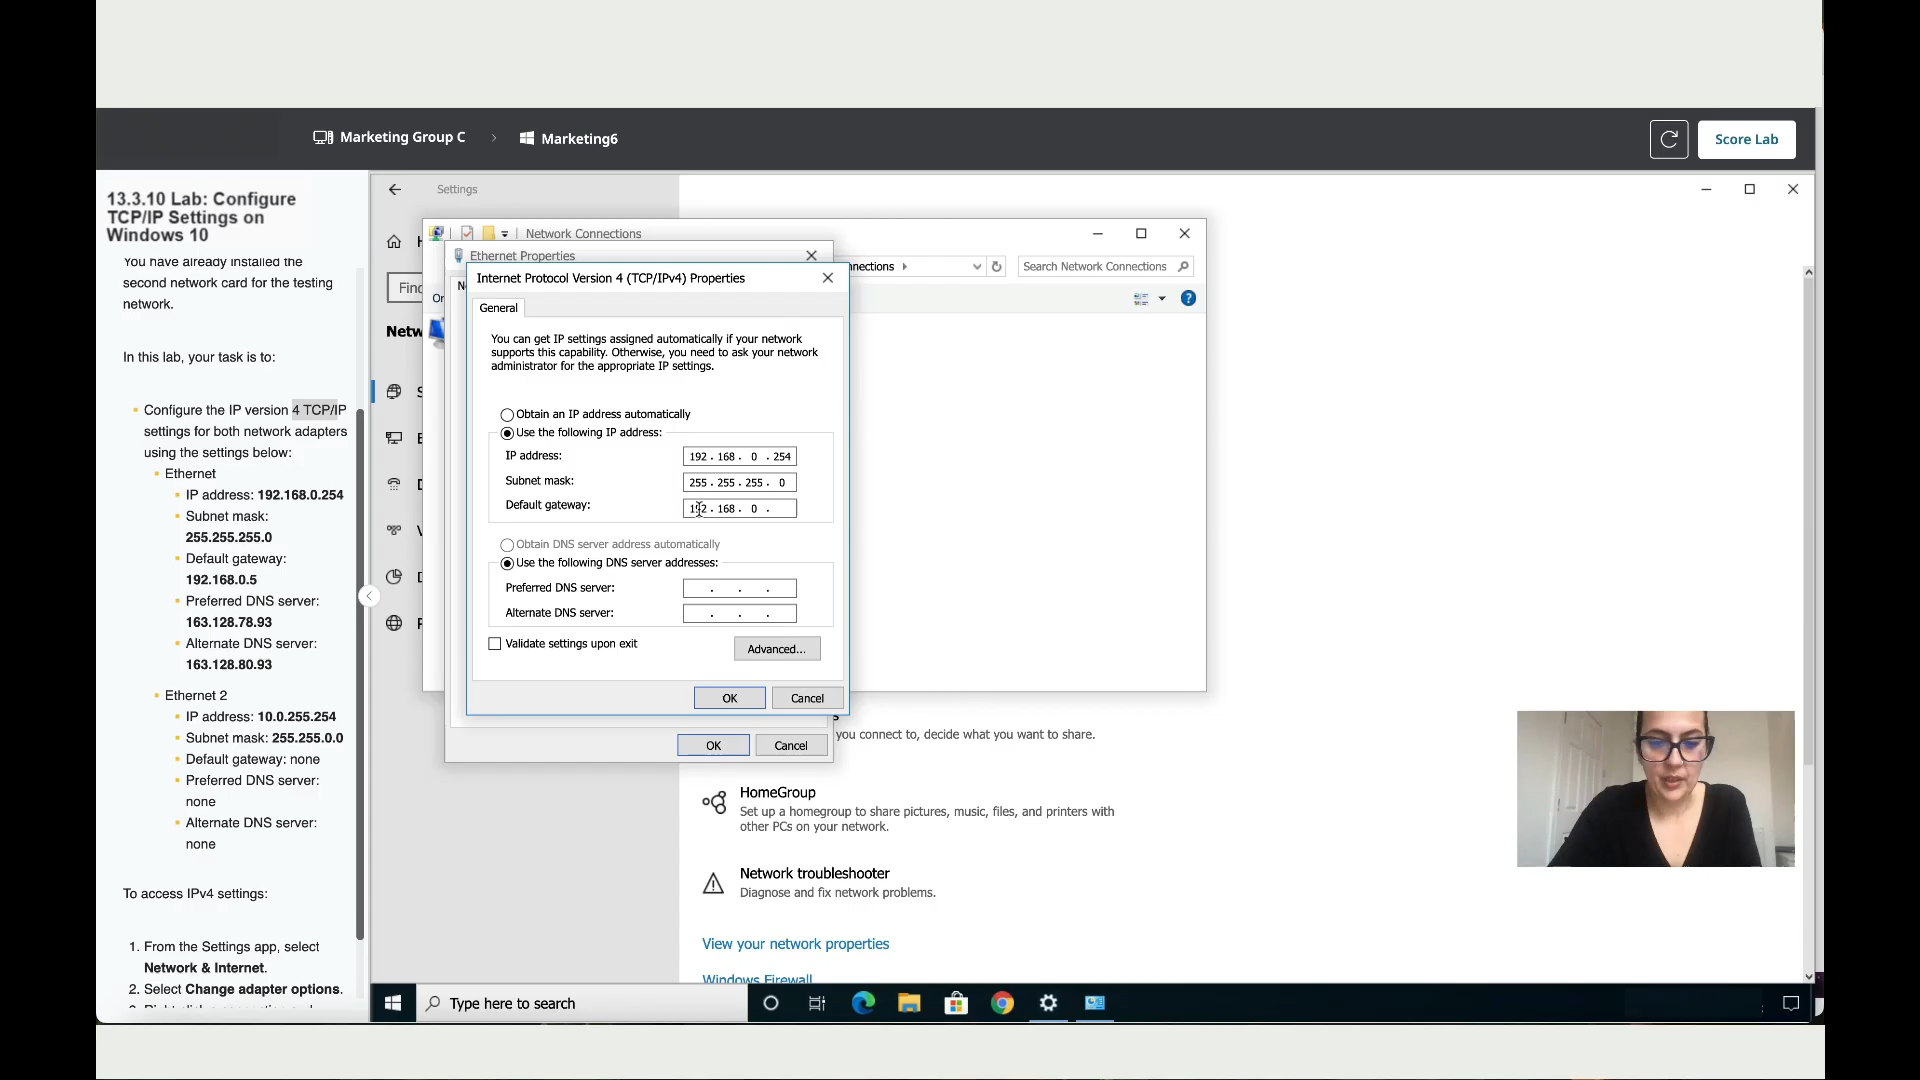 Marketing Group C
Marketing6
Score Lab
13.3.10 Lab: Configure
TCP/IP Settings on
Windows 10
You have already installed the
second network card for the testing
network.
In this lab, your task is to:
Configure the IP version 4 TCP/IP
settings for both network adapters
using the settings below:
Ethernet
IP address: 192.168.0.254
Subnet mask:
255.255.255.0
Default gateway:
192.168.0.5
Preferred DNS server:
163.128.78.93
Alternate DNS server:
163.128.80.93
Ethernet 2
IP address: 10.0.255.254
Subnet mask: 255.255.0.0
Default gateway: none
Preferred DNS server:
none
Alternate DNS server:
none
To access IPv4 settings:
1. From the Settings app, select
Network & Internet.
2. Select Change adapter options.
Settings
Network Connections
Search Network Connections
Ethernet Properties
Internet Protocol Version 4 (TCP/IPv4) Properties
General
You can get IP settings assigned automatically if your network
supports this capability. Otherwise, you need to ask your network
administrator for the appropriate IP settings.
Obtain an IP address automatically
Use the following IP address:
IP address: 192 . 168 . 0 . 254
Subnet mask: 255 . 255 . 255 . 0
Default gateway: 192 . 168 . 0 .
Obtain DNS server address automatically
Use the following DNS server addresses:
Preferred DNS server: . . .
Alternate DNS server: . . .
Validate settings upon exit
Advanced...
OK Cancel
OK Cancel
you connect to, decide what you want to share.
HomeGroup
Set up a homegroup to share pictures, music, files, and printers with
other PCs on your network.
Network troubleshooter
Diagnose and fix network problems.
View your network properties
Windows Firewall
Type here to search